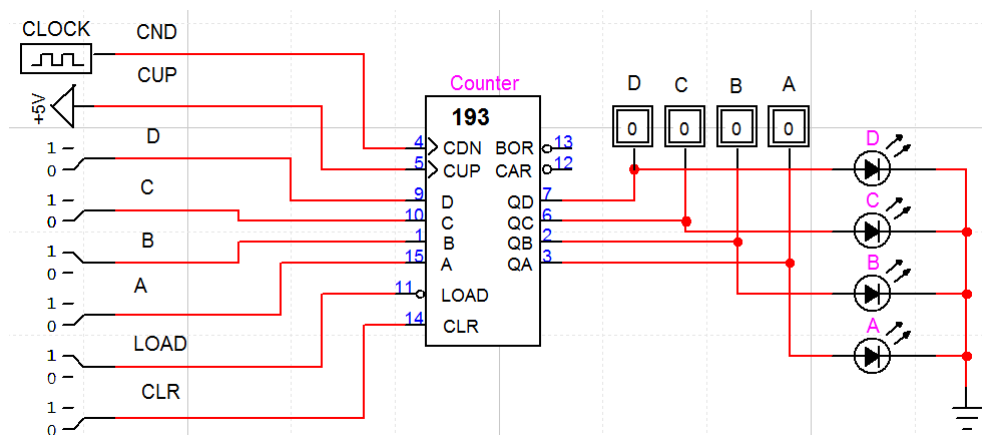 CLOCK
CND
CUP
+5V
D
1
0
C
1
0
B
1
0
A
1
0
LOAD
1
0
CLR
1
0
Counter
193
4 CDN BOR 13
5 CUP CAR 12
9 D QD 7
10 C QC 6
1 B QB 2
15 A QA 3
11 LOAD
14 CLR
D C B A
0 0 0 0
D
C
B
A